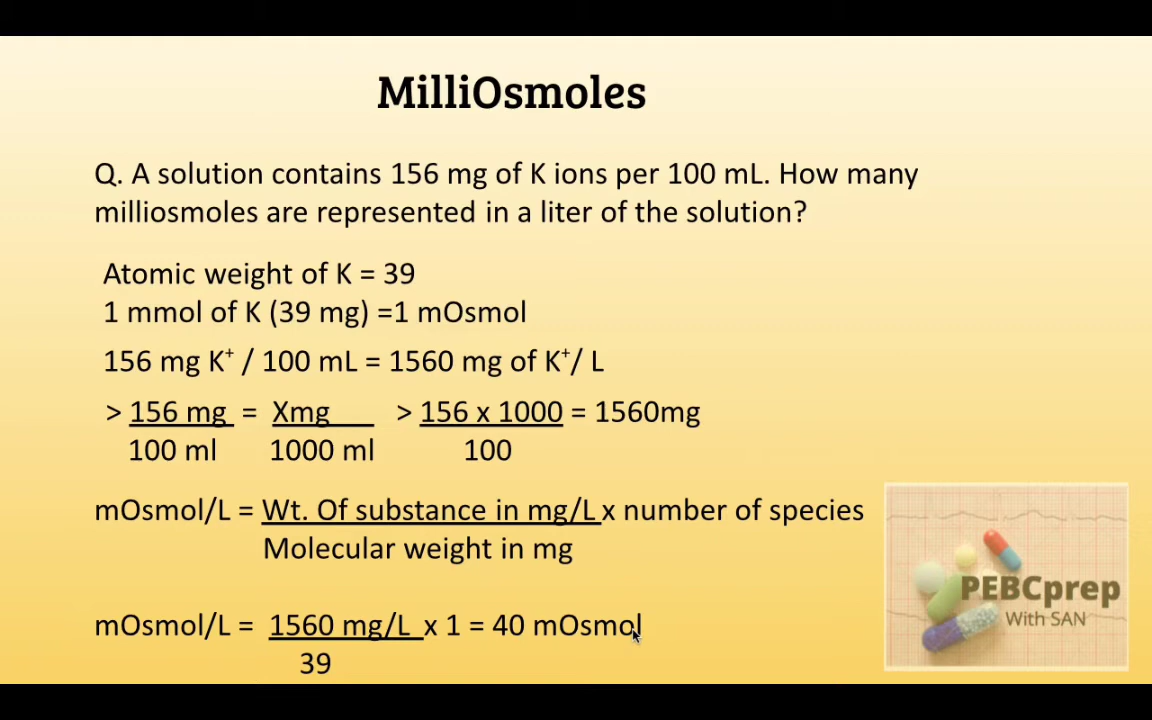 MilliOsmoles
Q. A solution contains 156 mg of K ions per 100 mL. How many
milliosmoles are represented in a liter of the solution?
Atomic weight of K = 39
1 mmol of K (39 mg) =1 mOsmol
156 mg K⁺ / 100 mL = 1560 mg of K⁺/ L
> 156 mg = Xmg > 156 x 1000 = 1560mg
100 ml 1000 ml 100
mOsmol/L = Wt. Of substance in mg/L x number of species
Molecular weight in mg
mOsmol/L = 1560 mg/L x 1 = 40 mOsmol
39
PEBCprep
With SAN